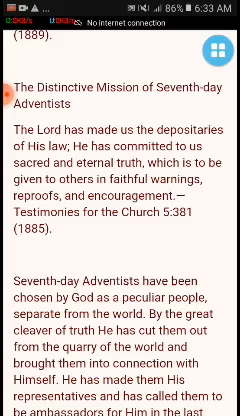 86% 6:33 AM
0:0KB/s U:0KB/s No internet connection
(1889).
The Distinctive Mission of Seventh-day
Adventists
The Lord has made us the depositaries
of His law; He has committed to us
sacred and eternal truth, which is to be
given to others in faithful warnings,
reproofs, and encouragement.—
Testimonies for the Church 5:381
(1885).
Seventh-day Adventists have been
chosen by God as a peculiar people,
separate from the world. By the great
cleaver of truth He has cut them out
from the quarry of the world and
brought them into connection with
Himself. He has made them His
representatives and has called them to
be ambassadors for Him in the last